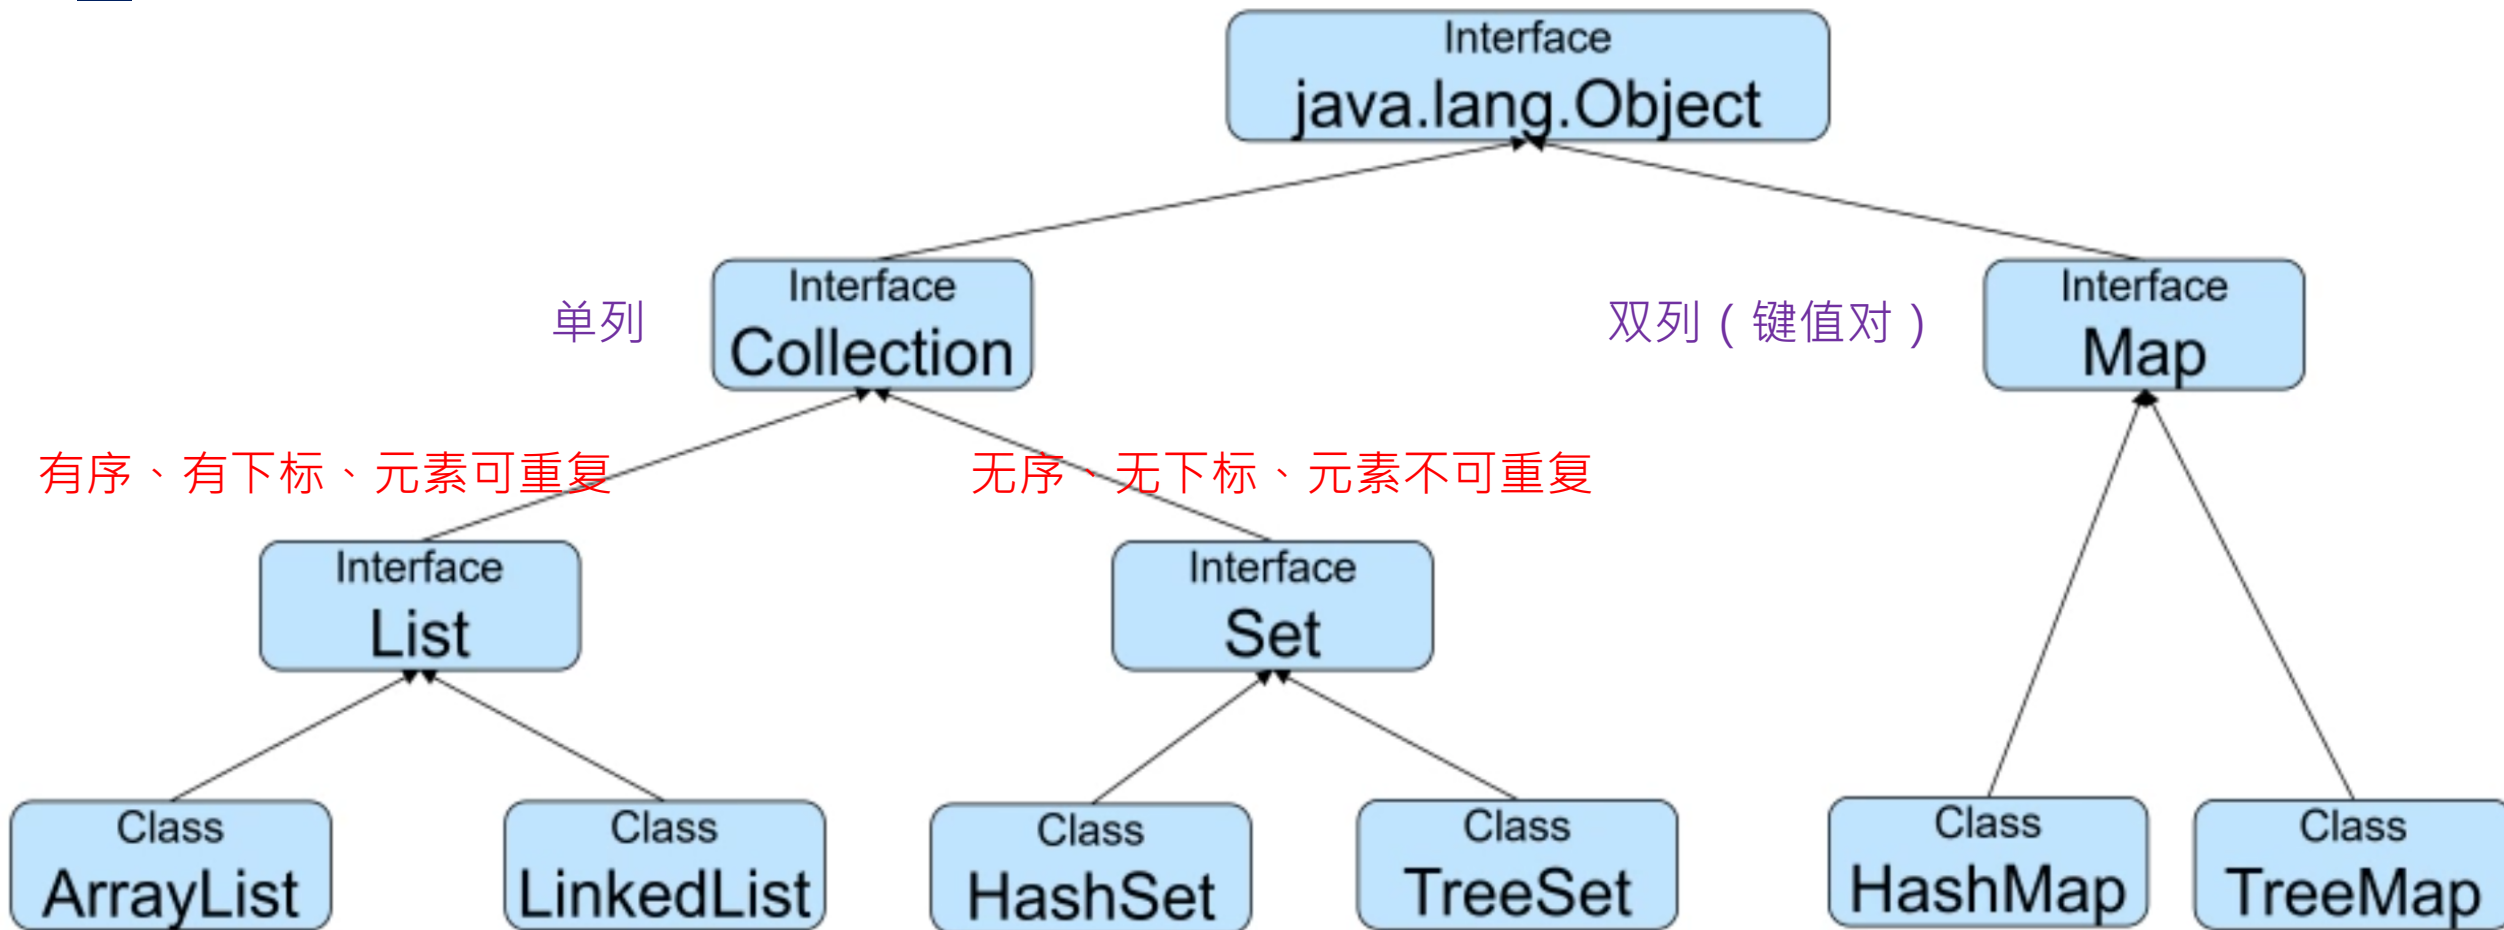 Interface
java.lang.Object
Interface
Collection
单列
双列（键值对）
Interface
Map
有序、有下标、元素可重复
无序、无下标、元素不可重复
Interface
List
Interface
Set
Class
ArrayList
Class
LinkedList
Class
HashSet
Class
TreeSet
Class
HashMap
Class
TreeMap